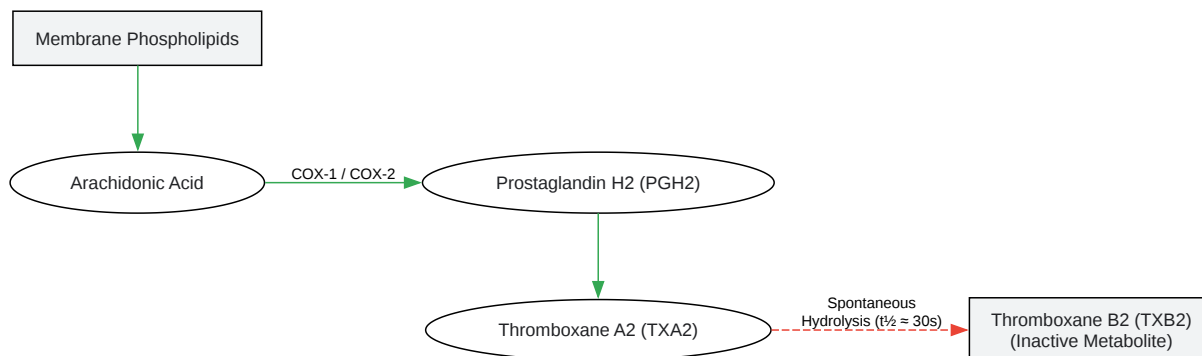 Membrane Phospholipids
Arachidonic Acid
COX-1 / COX-2
Prostaglandin H2 (PGH2)
Thromboxane A2 (TXA2)
Spontaneous
Hydrolysis (t½ ≈ 30s)
Thromboxane B2 (TXB2)
(Inactive Metabolite)